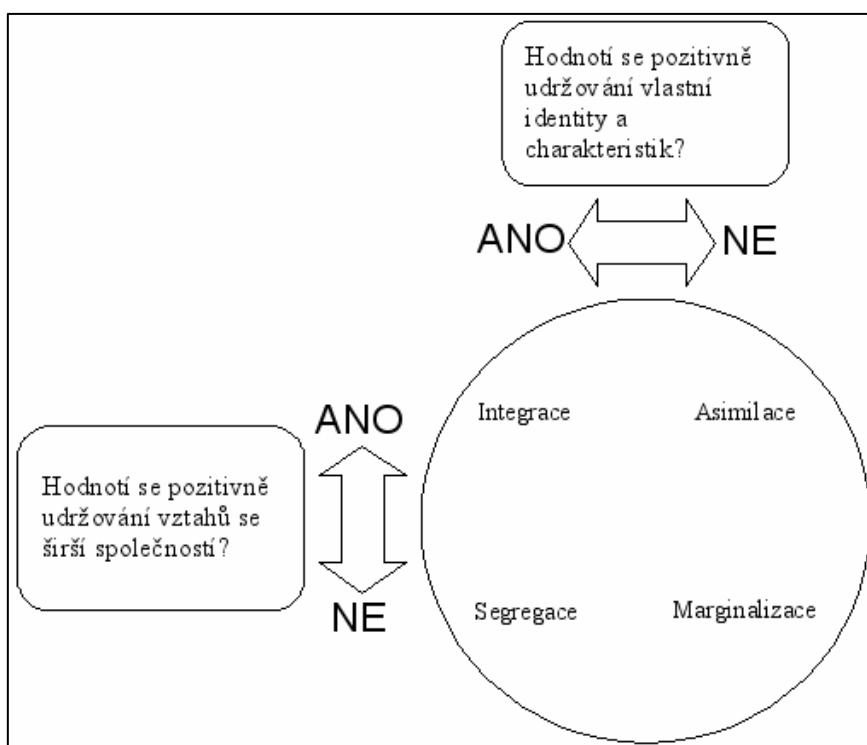 Hodnotí se pozitivně
udržování vlastní
identity a
charakteristik?
ANO
NE
Integrace
Asimilace
ANO
Hodnotí se pozitivně
udržování vztahů se
širší společností?
NE
Segregace
Marginalizace